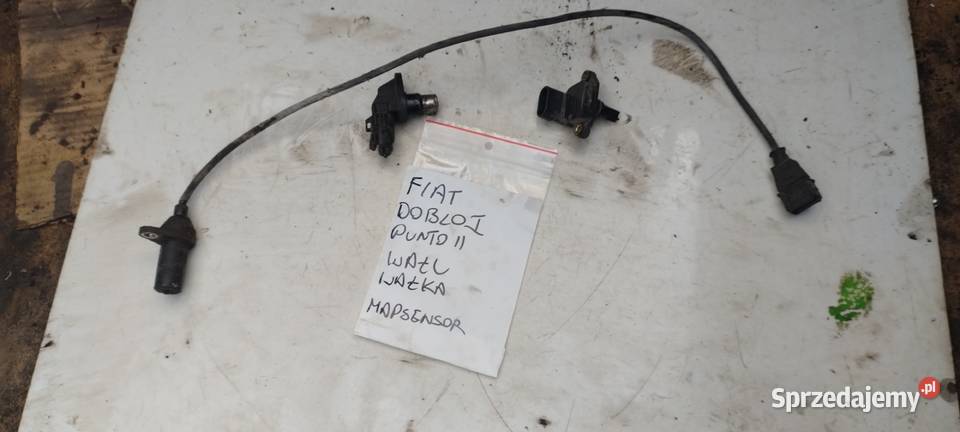 FIAT
DOBLO I
PUNTO II
WAŁU
WAŁKA
MAPSENSOR
Sprzedajemy.pl